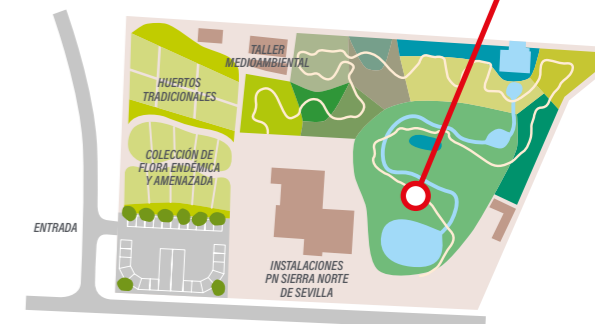 TALLER
MEDIOAMBIENTAL
HUERTOS
TRADICIONALES
COLECCIÓN DE
FLORA ENDÉMICA
Y AMENAZADA
ENTRADA
INSTALACIONES
PN SIERRA NORTE
DE SEVILLA